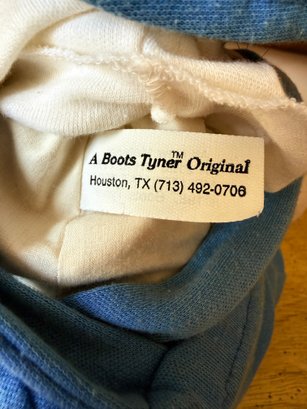 A Boots Tyner™ Original
Houston, TX (713) 492-0706